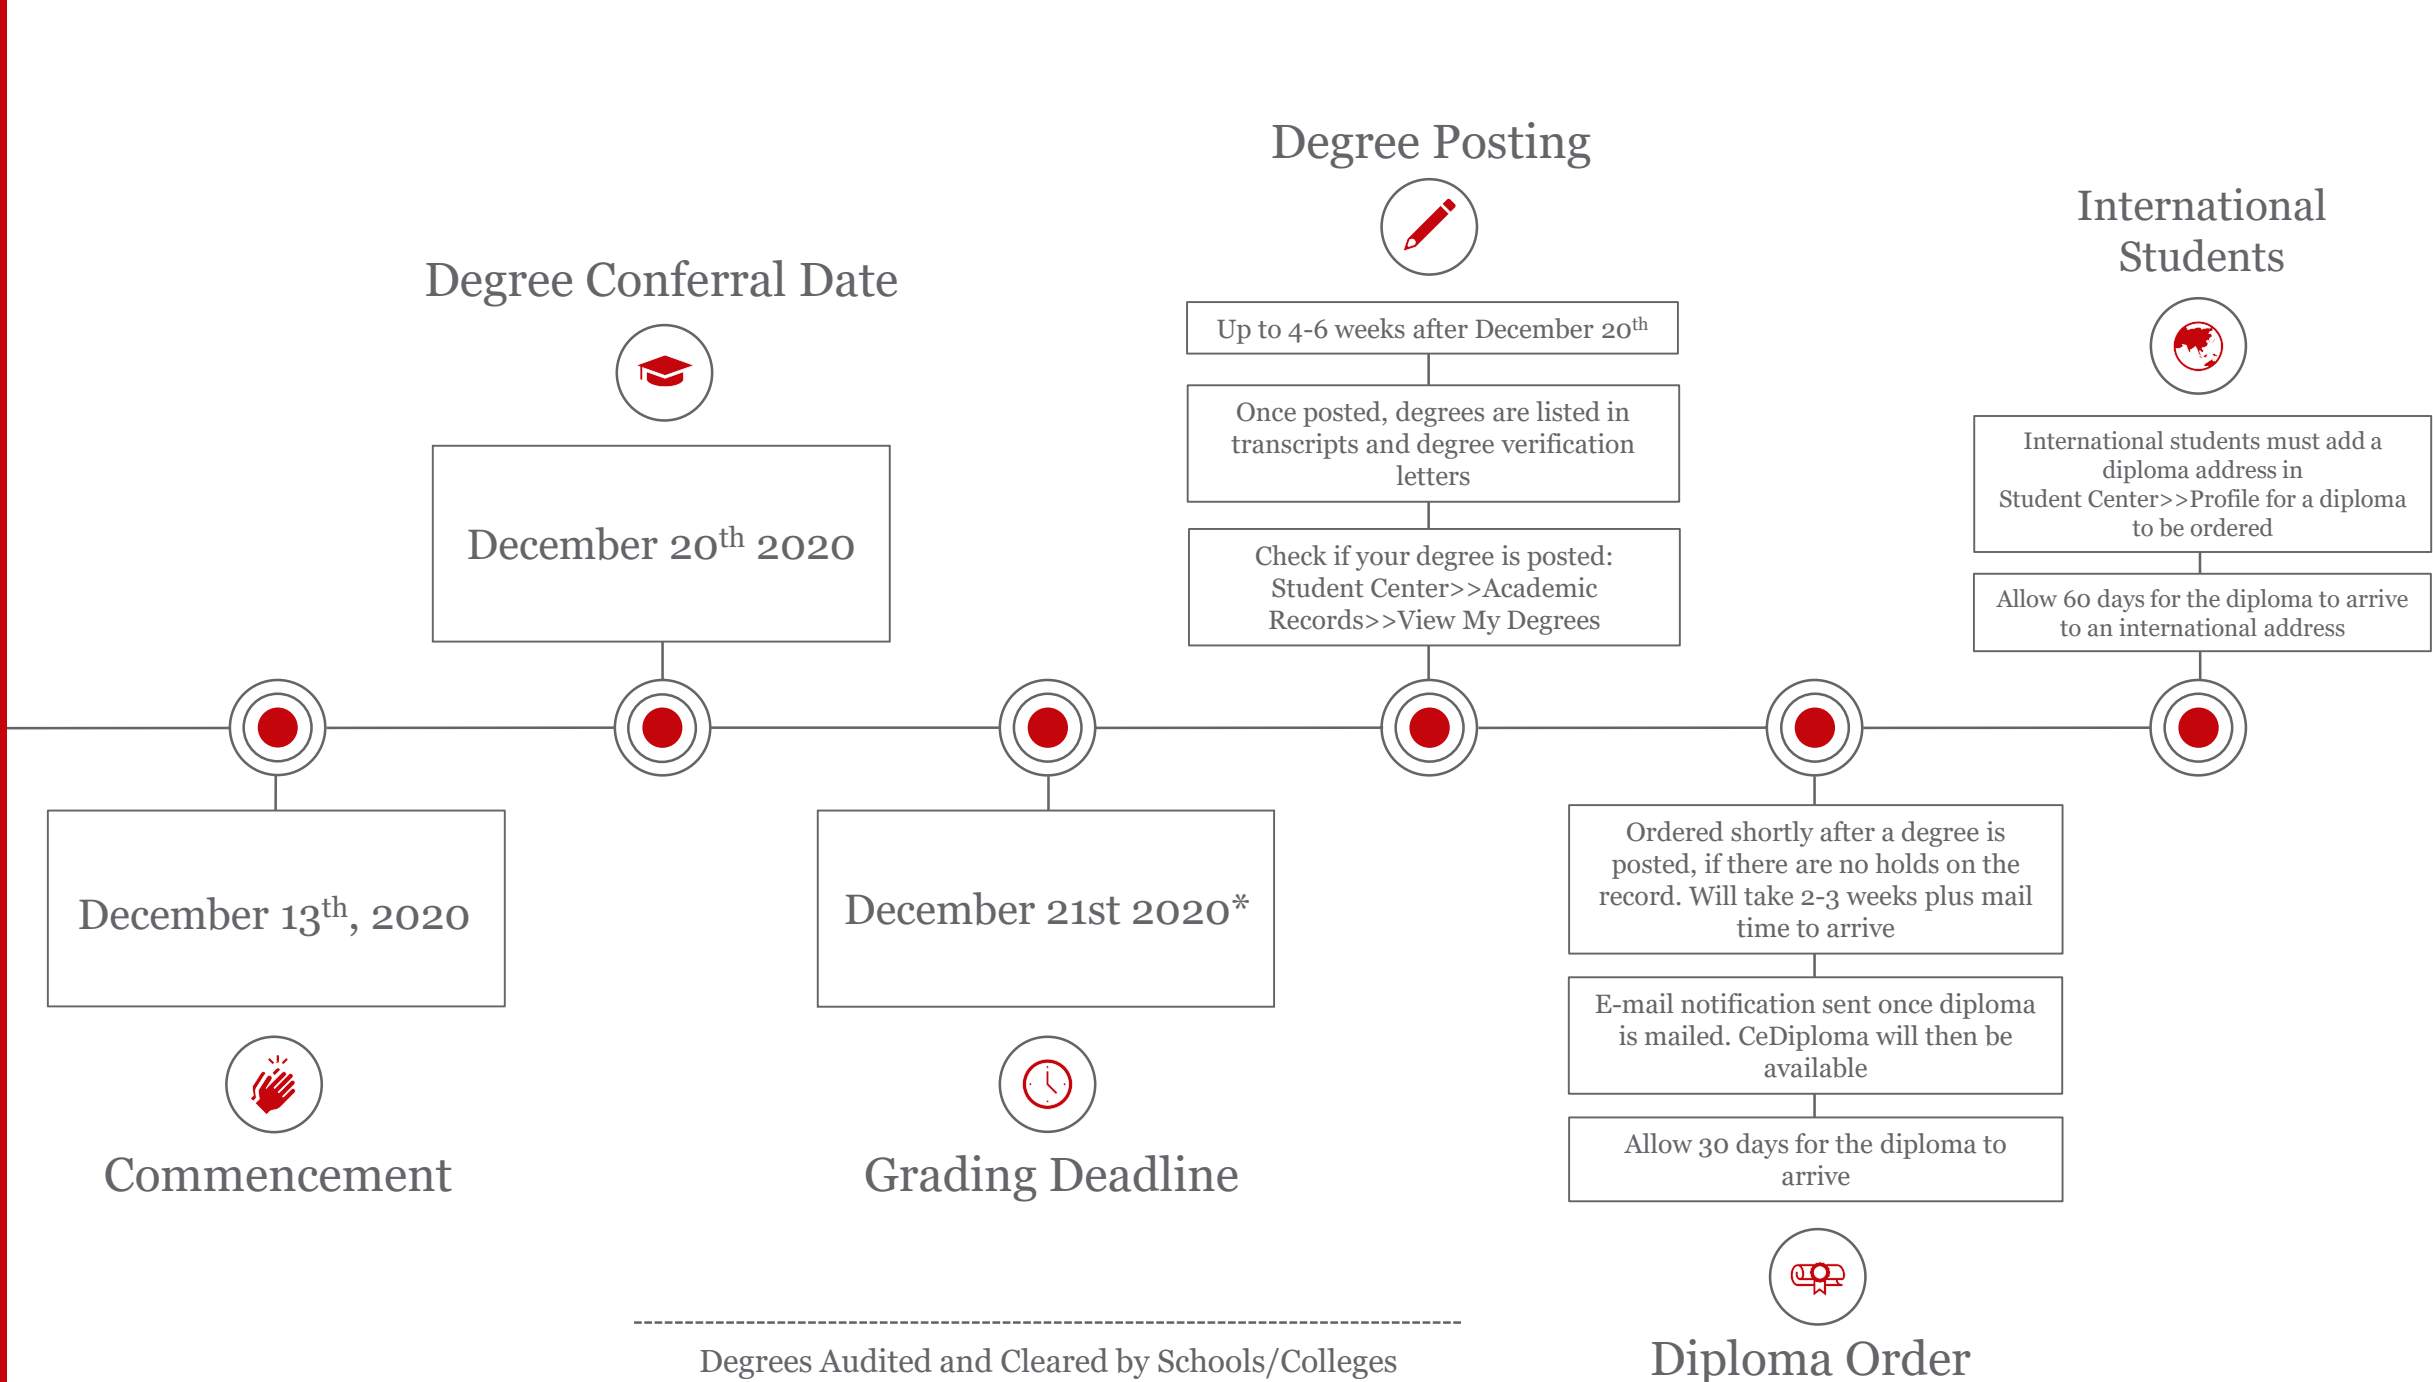 Degree Posting
Up to 4-6 weeks after December 20th
Once posted, degrees are listed in
transcripts and degree verification
letters
Check if your degree is posted:
Student Center>>Academic
Records>>View My Degrees
International
Students
International students must add a
diploma address in
Student Center>>Profile for a diploma
to be ordered
Allow 60 days for the diploma to arrive
to an international address
Degree Conferral Date
December 20th 2020
December 13th, 2020
Commencement
December 21st 2020*
Grading Deadline
Ordered shortly after a degree is
posted, if there are no holds on the
record. Will take 2-3 weeks plus mail
time to arrive
E-mail notification sent once diploma
is mailed. CeDiploma will then be
available
Allow 30 days for the diploma to
arrive
Diploma Order
Degrees Audited and Cleared by Schools/Colleges